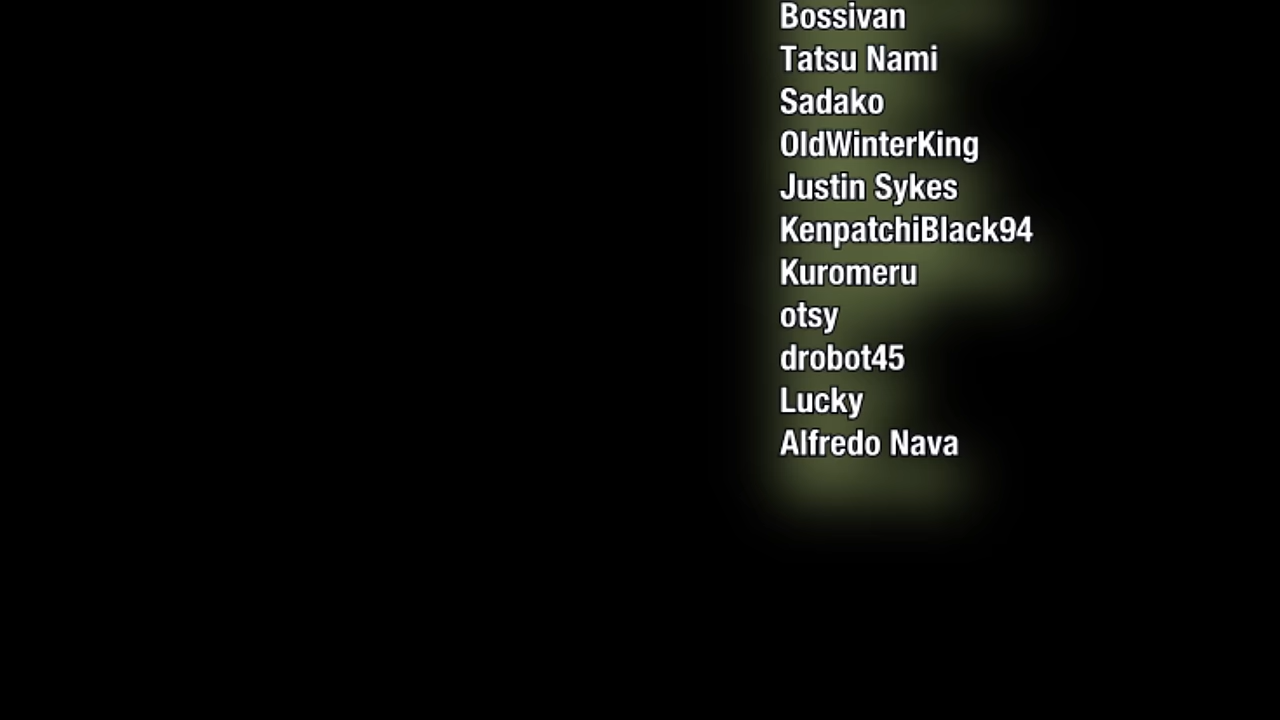 Bossivan
Tatsu Nami
Sadako
OldWinterKing
Justin Sykes
KenpatchiBlack94
Kuromeru
otsy
drobot45
Lucky
Alfredo Nava